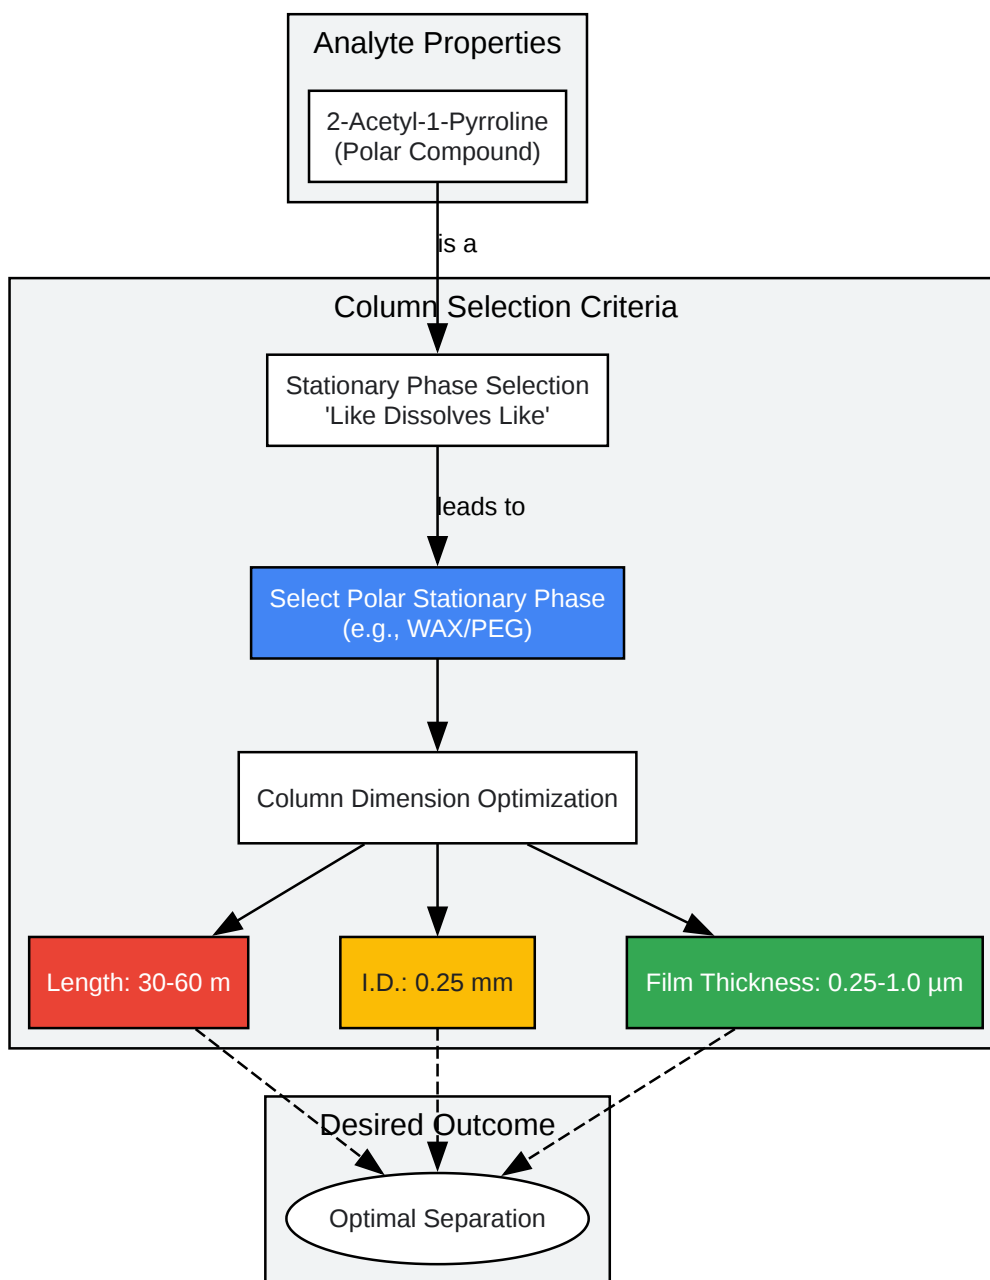 Analyte Properties
2-Acetyl-1-Pyrroline
(Polar Compound)
is a
Column Selection Criteria
Stationary Phase Selection
'Like Dissolves Like'
leads to
Select Polar Stationary Phase
(e.g., WAX/PEG)
Column Dimension Optimization
Length: 30-60 m
I.D.: 0.25 mm
Film Thickness: 0.25-1.0 µm
Desired Outcome
Optimal Separation